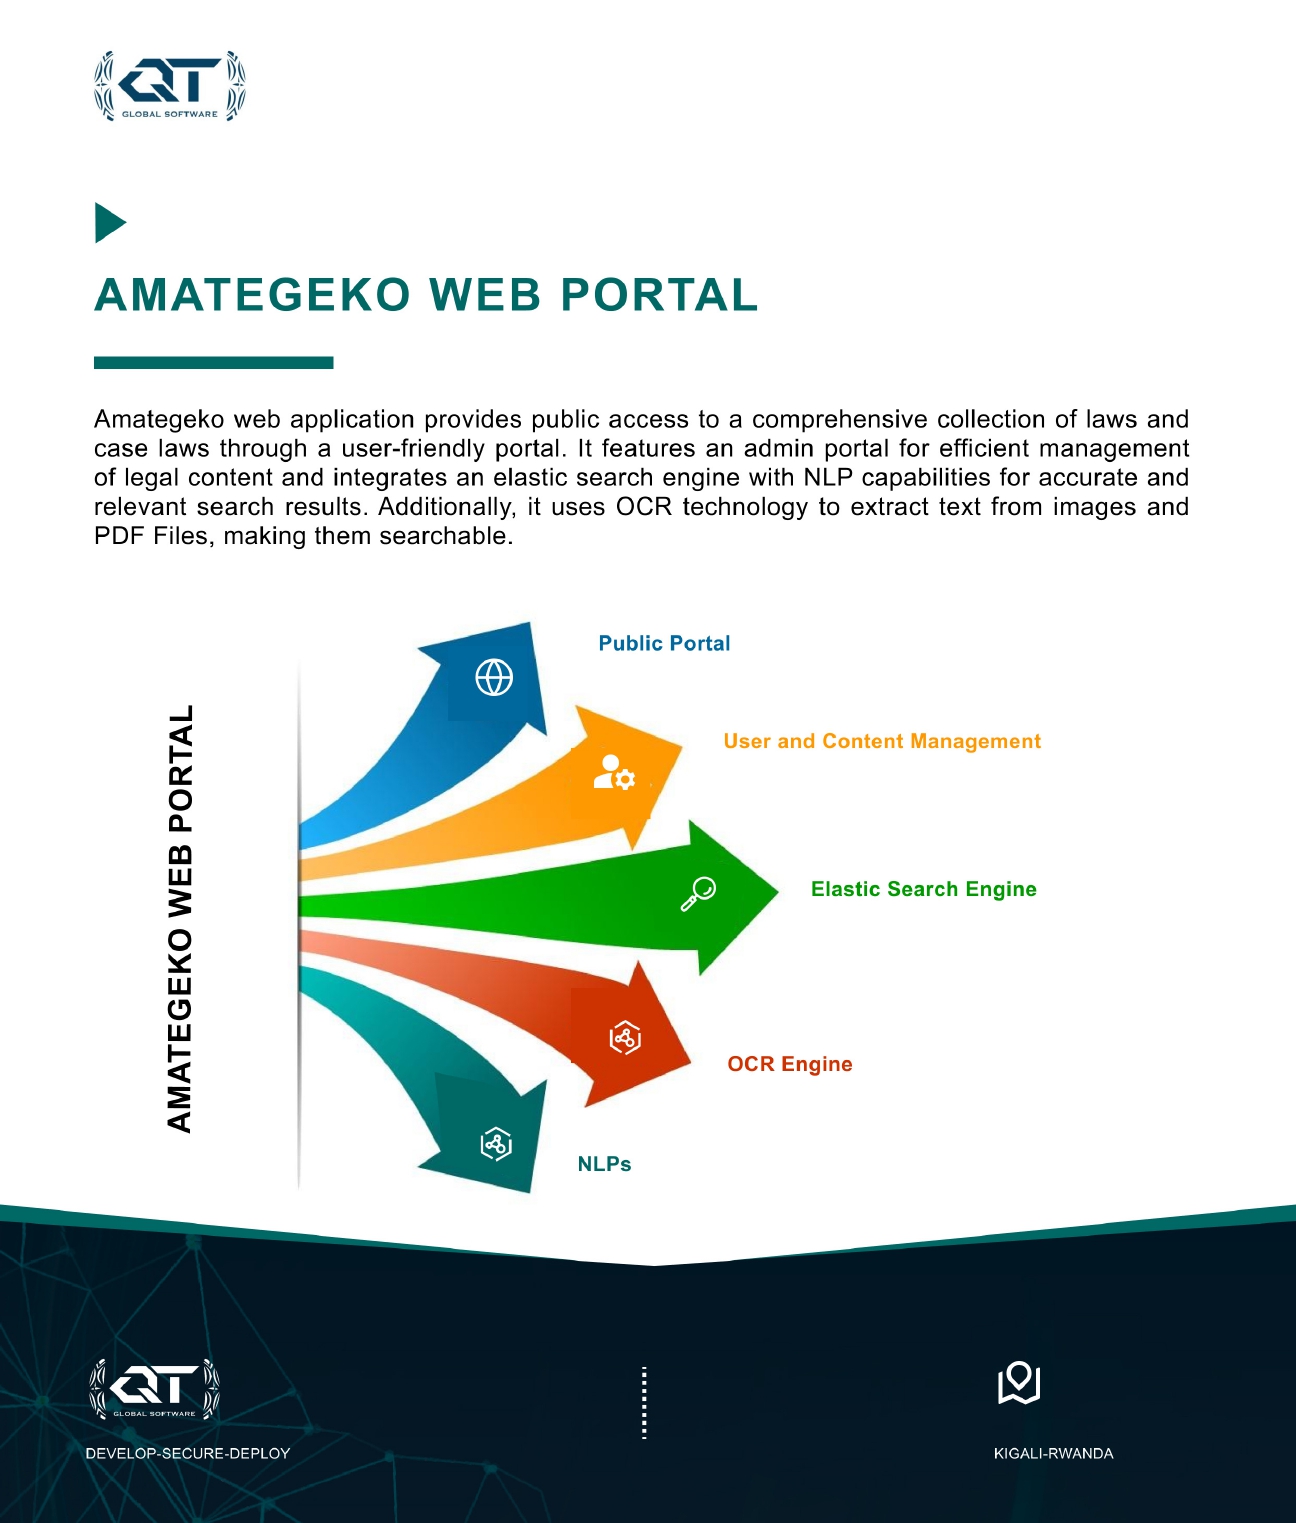 QT
GLOBAL SOFTWARE
AMATEGEKO WEB PORTAL
Amategeko web application provides public access to a comprehensive collection of laws and
case laws through a user-friendly portal. It features an admin portal for efficient management
of legal content and integrates an elastic search engine with NLP capabilities for accurate and
relevant search results. Additionally, it uses OCR technology to extract text from images and
PDF Files, making them searchable.
AMATEGEKO WEB PORTAL
Public Portal
User and Content Management
Elastic Search Engine
OCR Engine
NLPs
QT
GLOBAL SOFTWARE
DEVELOP-SECURE-DEPLOY
KIGALI-RWANDA